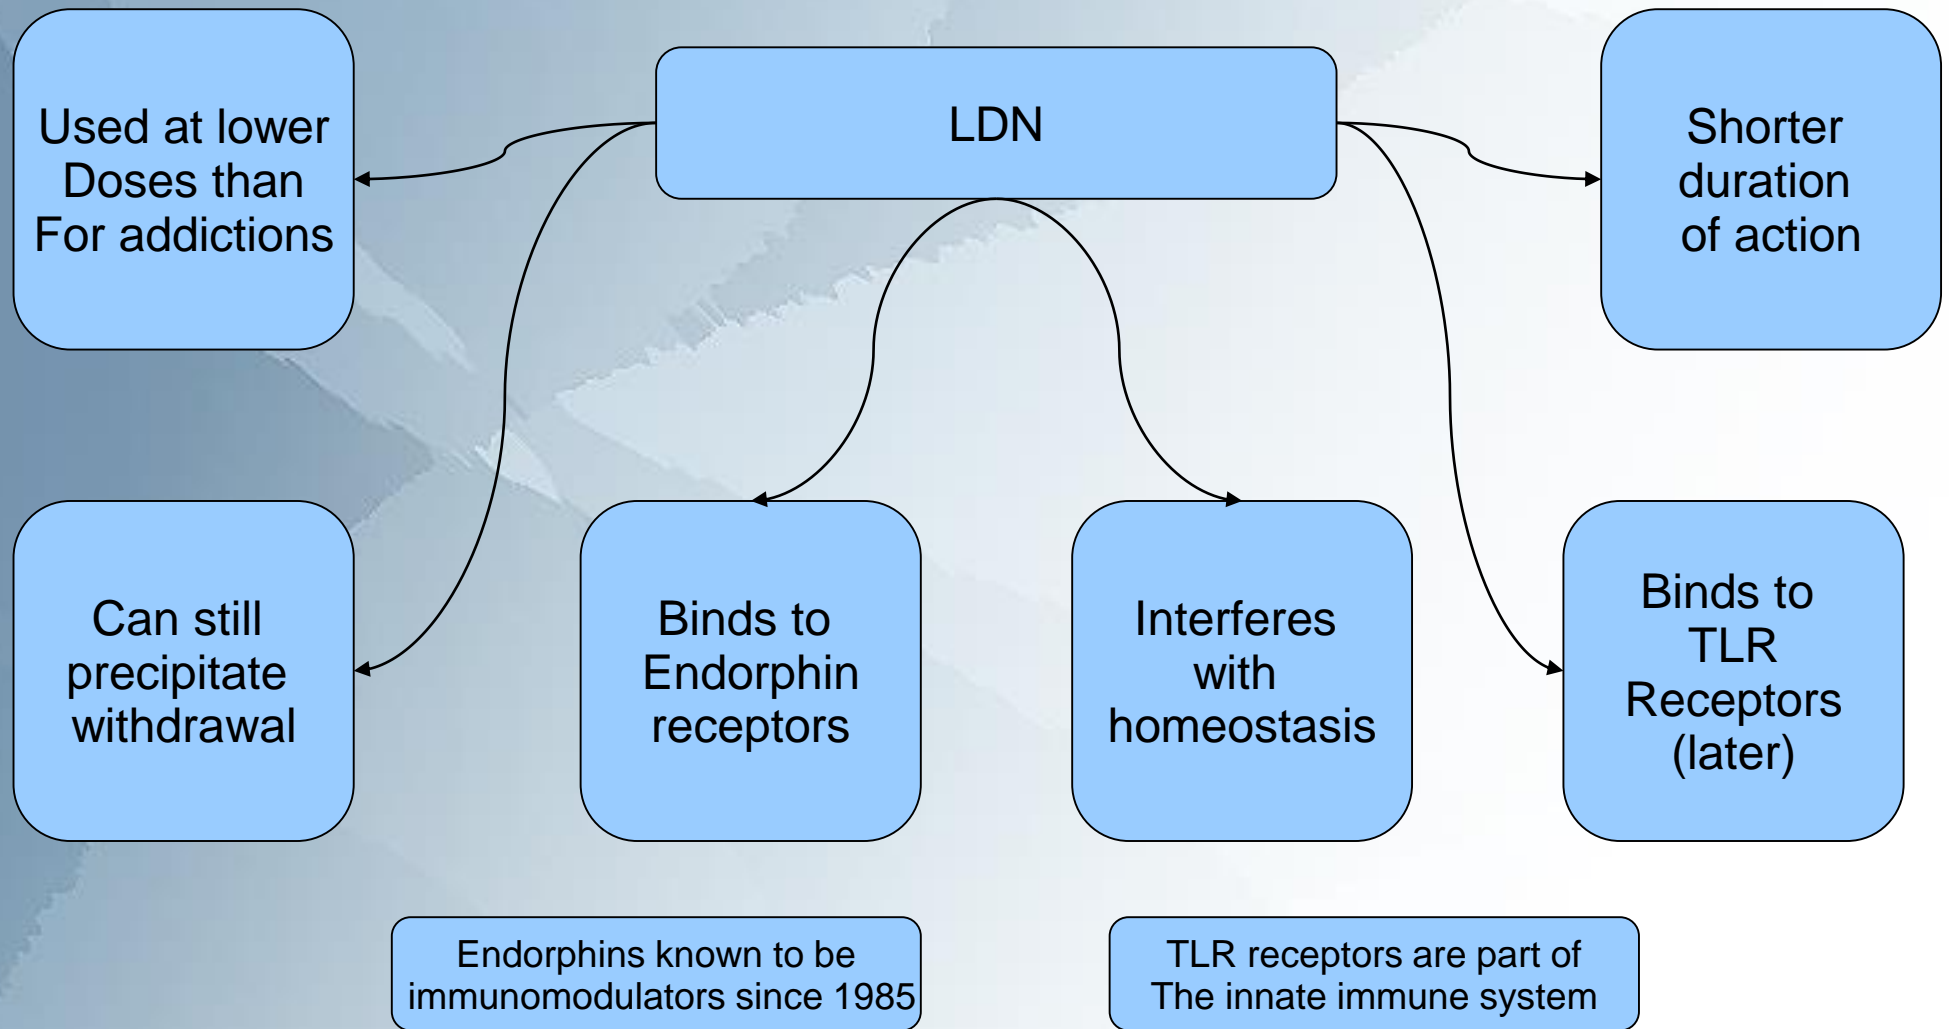 LDN
Used at lower
Doses than
For addictions
Shorter
duration
of action
Can still
precipitate
withdrawal
Binds to
Endorphin
receptors
Interferes
with
homeostasis
Binds to
TLR
Receptors
(later)
Endorphins known to be
immunomodulators since 1985
TLR receptors are part of
The innate immune system